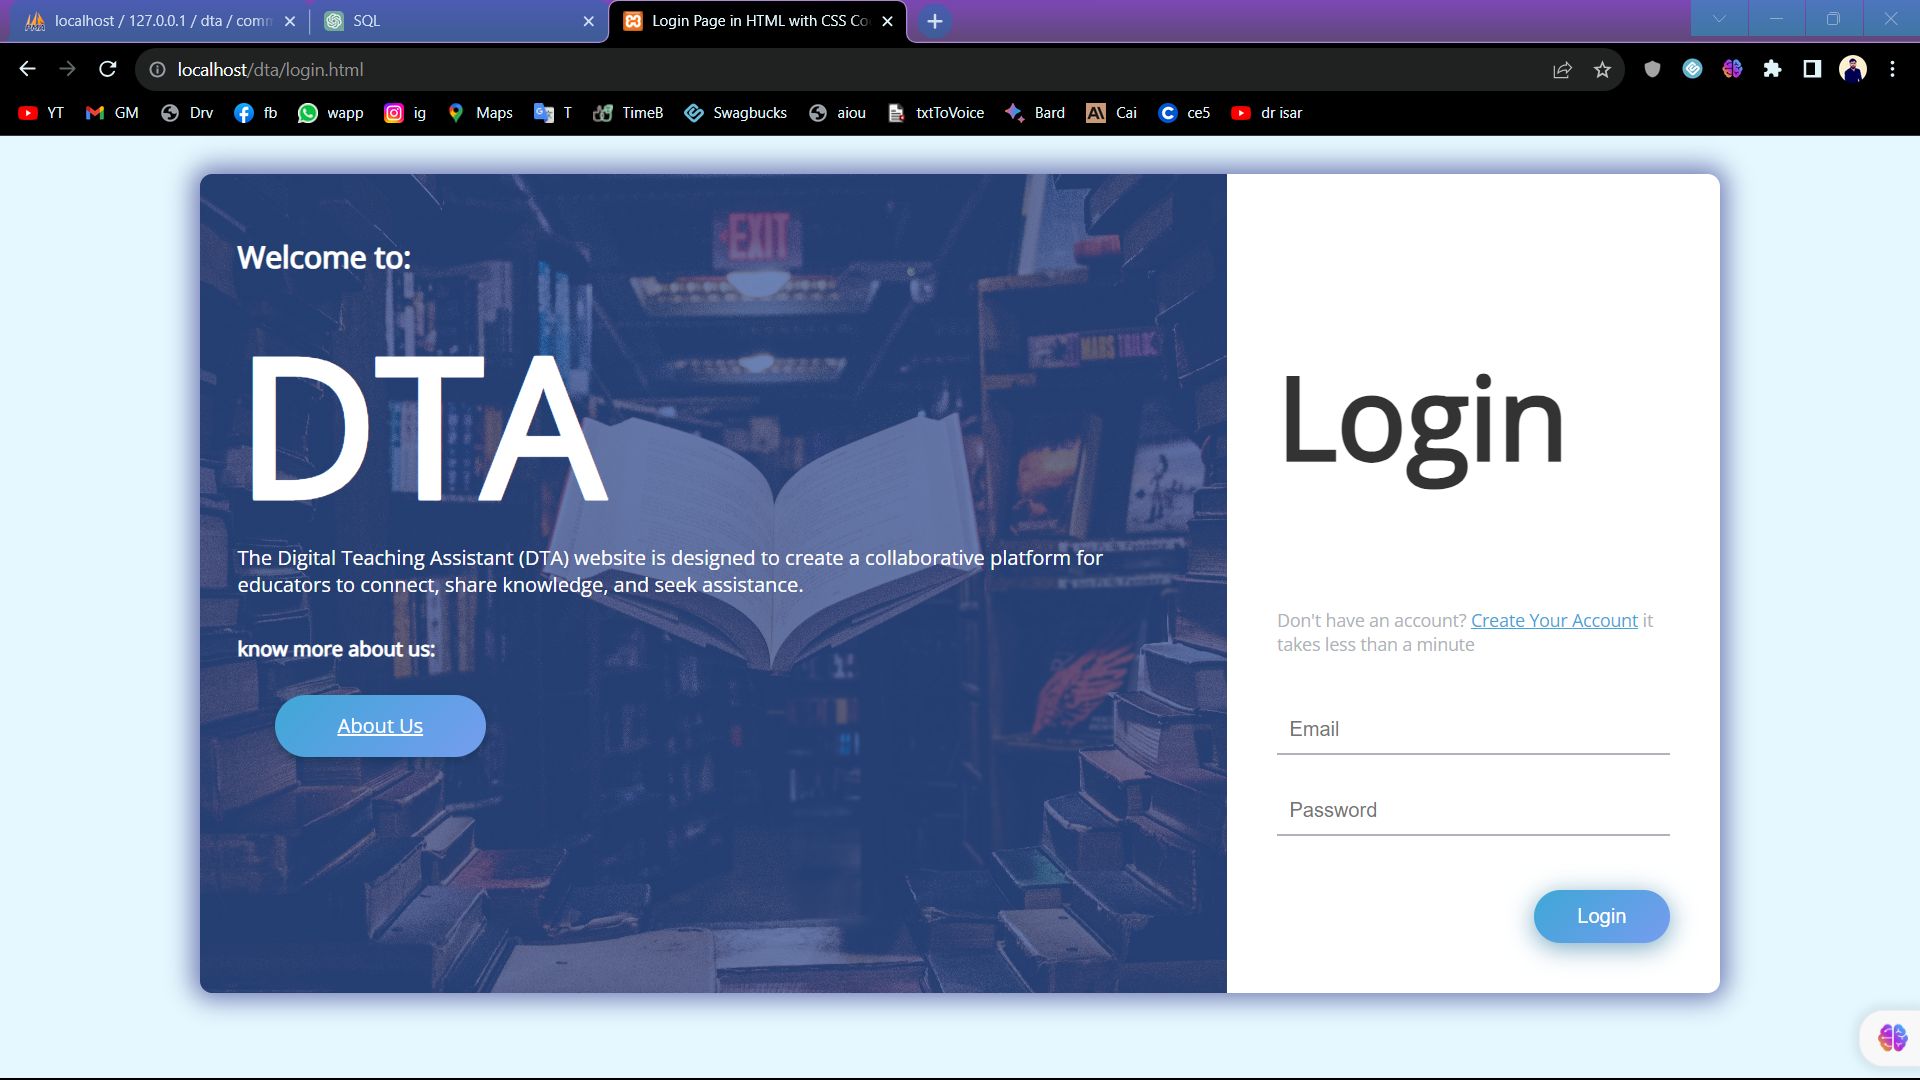 localhost / 127.0.0.1 / dta / comm
SQL
Login Page in HTML with CSS Co
localhost/dta/login.html
YT
GM
Drv
fb
wapp
ig
Maps
T
TimeB
Swagbucks
aiou
txtToVoice
Bard
Cai
ce5
dr isar
EXIT
Welcome to:
DTA
The Digital Teaching Assistant (DTA) website is designed to create a collaborative platform for
educators to connect, share knowledge, and seek assistance.
know more about us:
About Us
Login
Don't have an account? Create Your Account it
takes less than a minute
Email
Password
Login